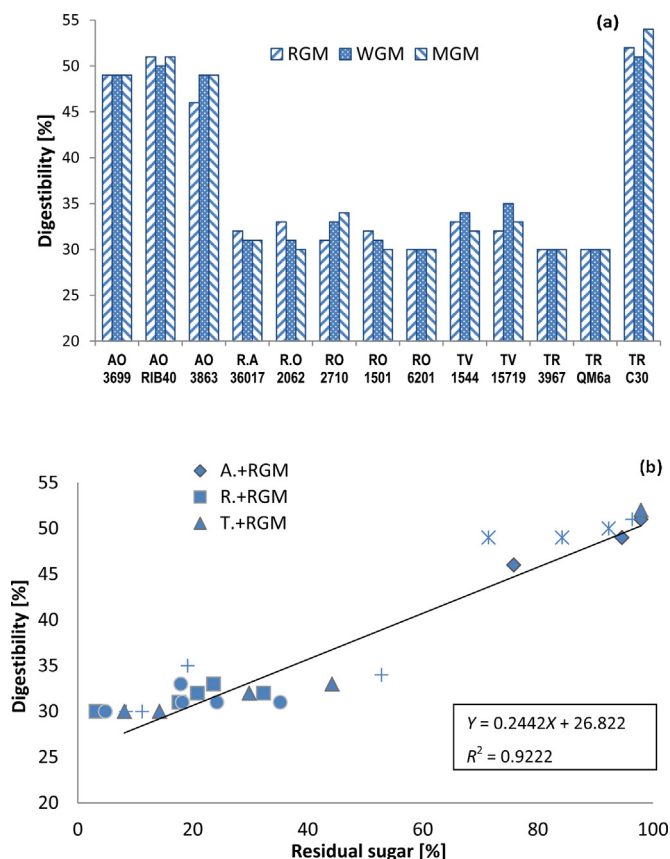 (a)
RGM WGM MGM
Digestibility [%]
55
50
45
40
35
30
25
20
AO AO AO R.A R.O RO RO RO TV TV TR TR TR
3699 RIB40 3863 36017 2062 2710 1501 6201 1544 15719 3967 QM6a C30
(b)
A.+RGM
R.+RGM
T.+RGM
Digestibility [%]
55
50
40
30
20
Y = 0.2442X + 26.822
R² = 0.9222
0 20 40 60 80 100
Residual sugar [%]